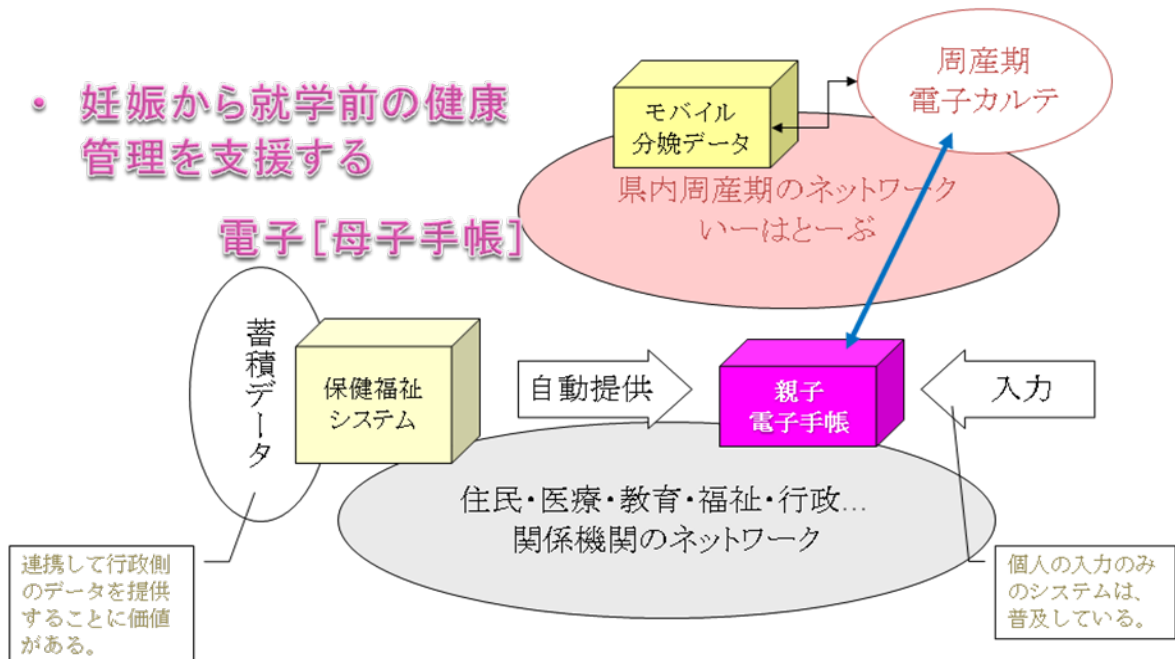 • 妊娠から就学前の健康
管理を支援する
電子[母子手帳]
周産期
電子カルテ
モバイル
分娩データ
県内周産期のネットワーク
いーはとーぶ
蓄積データ
保健福祉
システム
自動提供
親子
電子手帳
入力
住民・医療・教育・福祉・行政...
関係機関のネットワーク
連携して行政側
のデータを提供
することに価値
がある。
個人の入力のみ
のシステムは、
普及している。